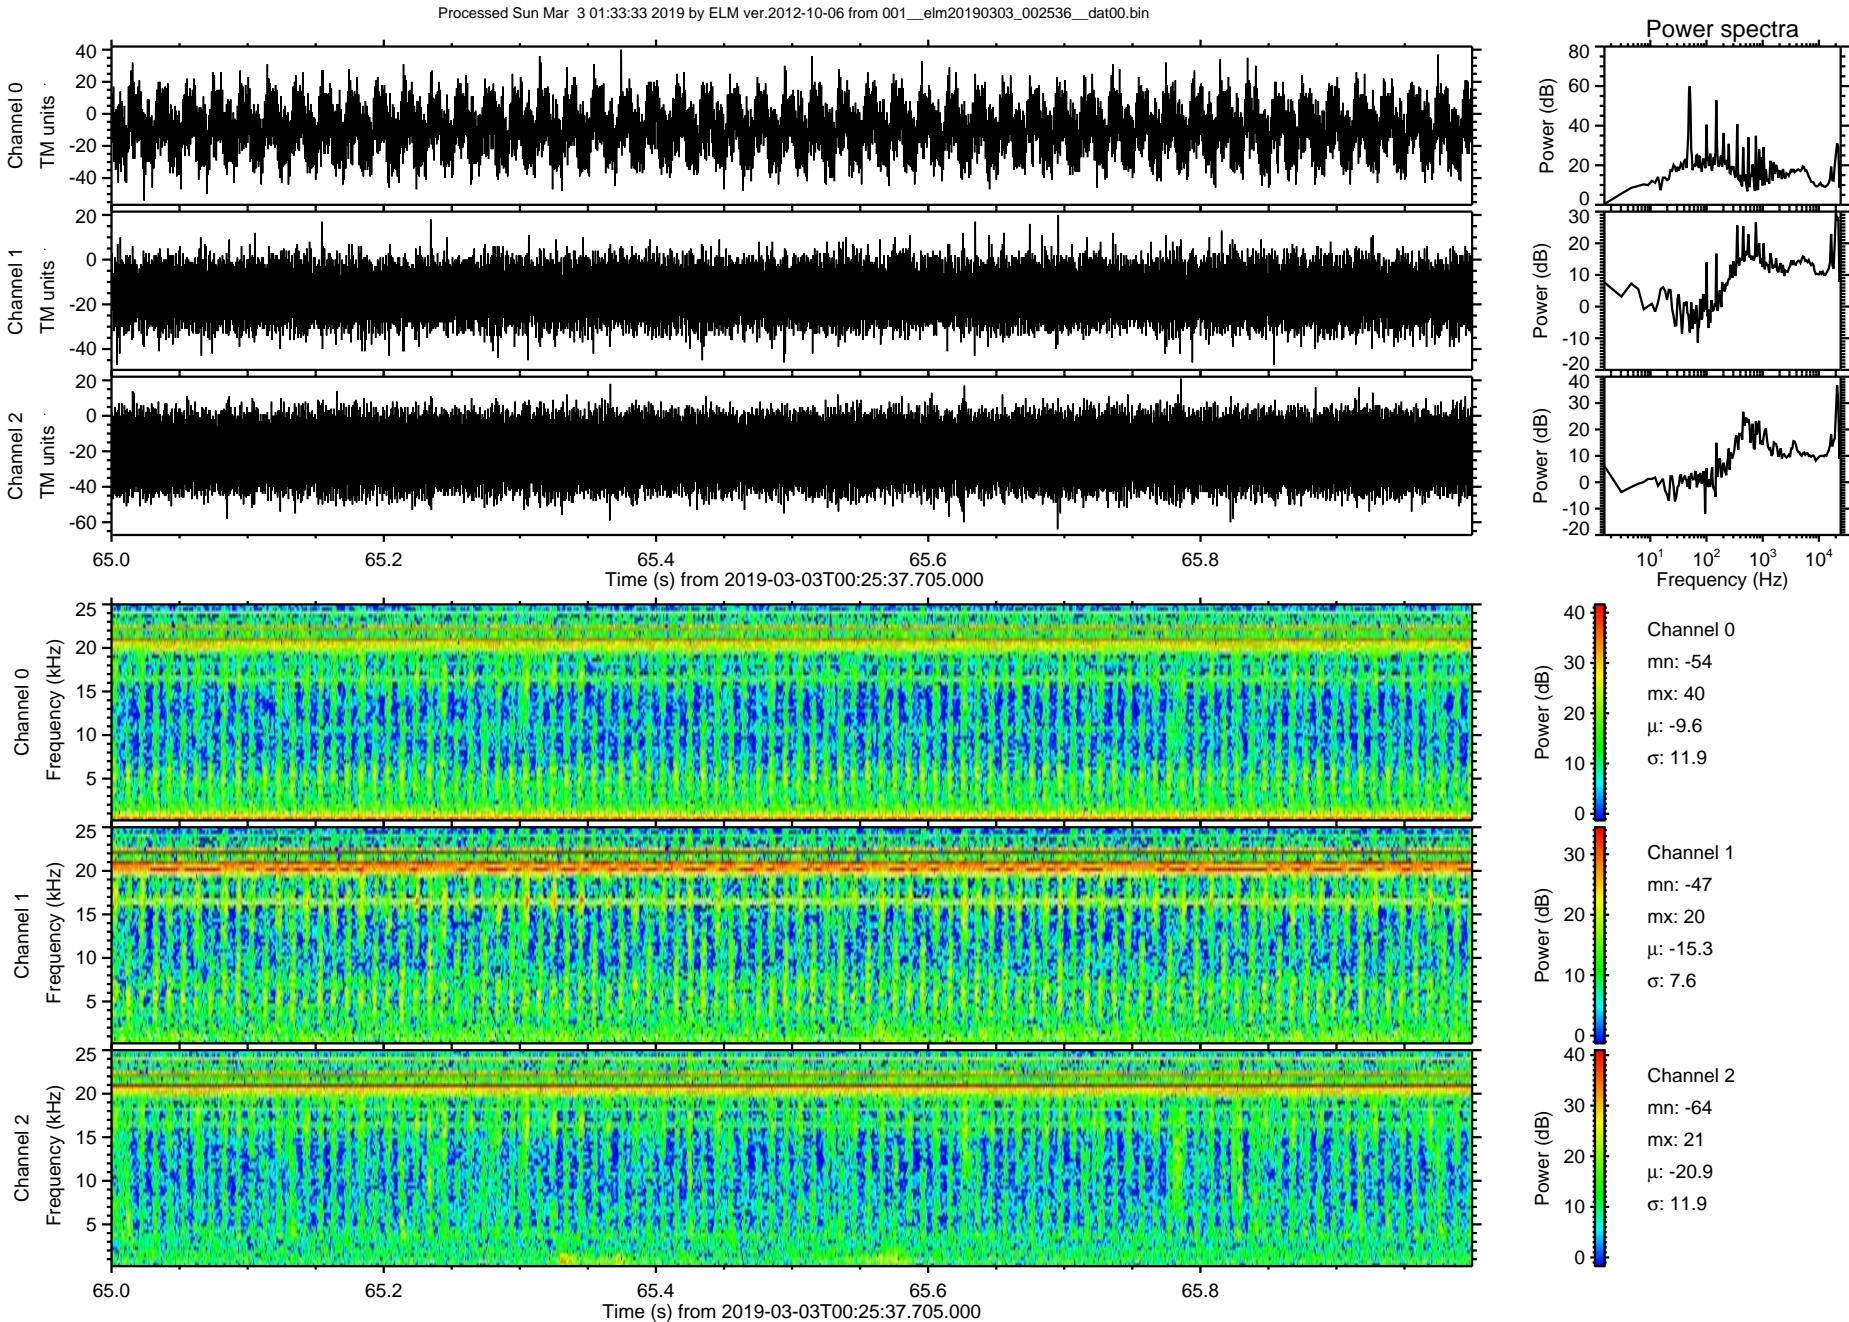 Processed Sun Mar  3 01:33:33 2019 by ELM ver.2012-10-06 from 001__elm20190303_002536__dat00.bin
Power spectra
Channel 0
TM units
40
20
0
-20
-40
Power (dB)
80
60
40
20
0
Channel 1
TM units
20
0
-20
-40
Power (dB)
30
20
10
0
-10
-20
Channel 2
TM units
20
0
-20
-40
-60
Power (dB)
40
30
20
10
0
-10
-20
65.0 65.2 65.4 65.6 65.8
Time (s) from 2019-03-03T00:25:37.705.000
10^1 10^2 10^3 10^4
Frequency (Hz)
Channel 0
Frequency (kHz)
25
20
15
10
5
Power (dB)
40
30
20
10
0
Channel 0
mn: -54
mx: 40
μ: -9.6
σ: 11.9
Channel 1
Frequency (kHz)
25
20
15
10
5
Power (dB)
30
20
10
0
Channel 1
mn: -47
mx: 20
μ: -15.3
σ: 7.6
Channel 2
Frequency (kHz)
25
20
15
10
5
Power (dB)
40
30
20
10
0
Channel 2
mn: -64
mx: 21
μ: -20.9
σ: 11.9
65.0 65.2 65.4 65.6 65.8
Time (s) from 2019-03-03T00:25:37.705.000